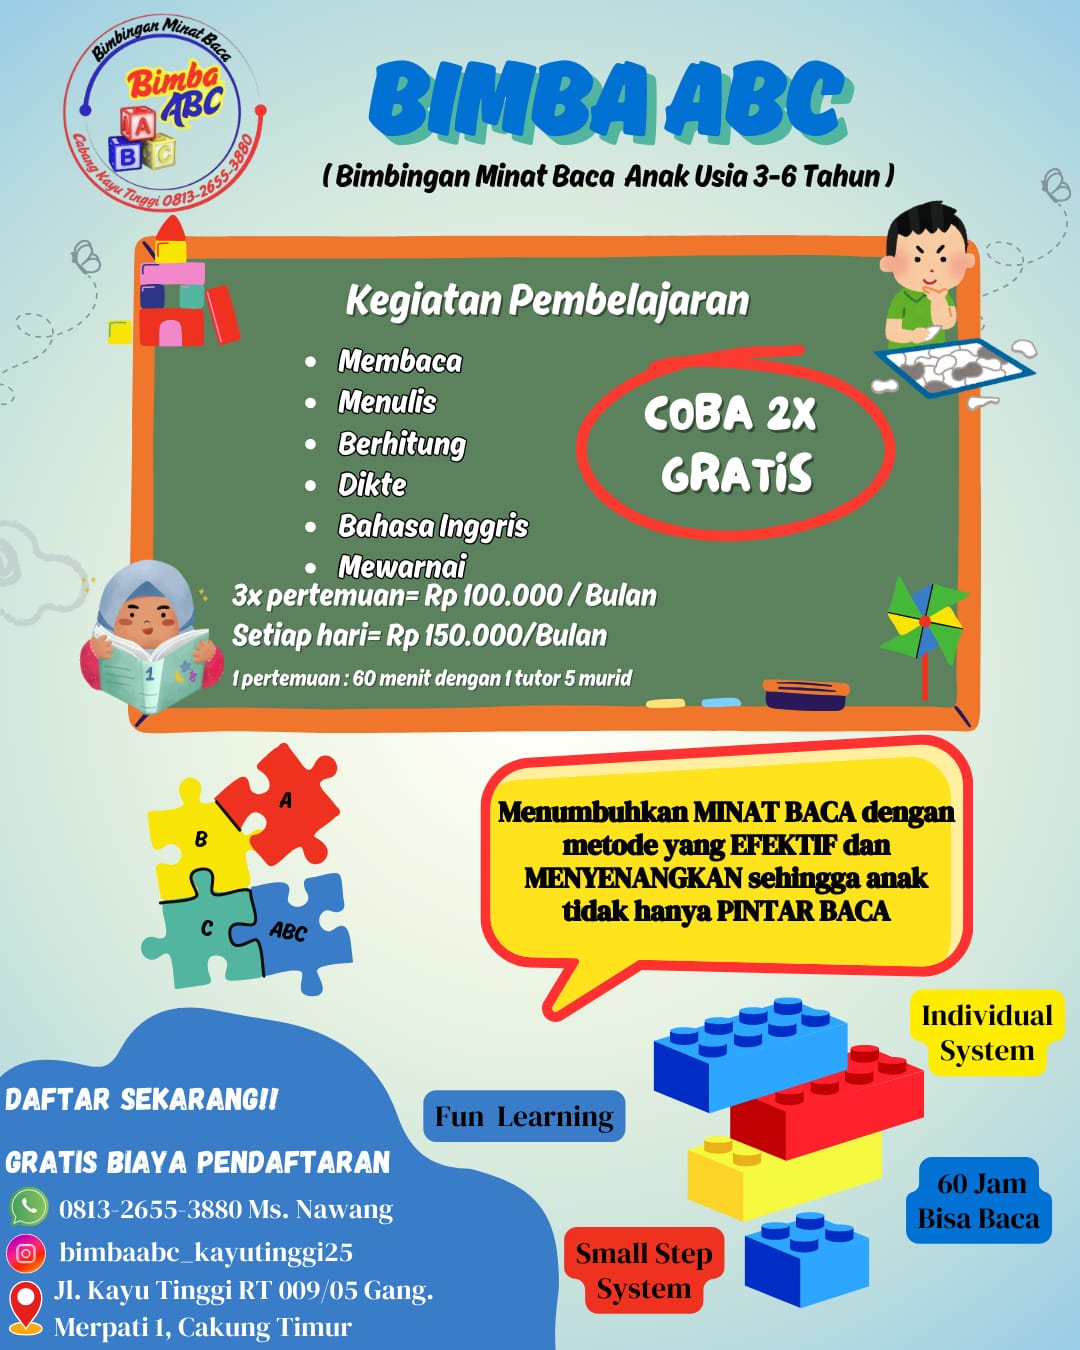 Bimbingan Minat Baca
Bimba
ABC
A
B
C
Cabang Kayu Tinggi 0813-2655-3880
BIMBA ABC
( Bimbingan Minat Baca Anak Usia 3-6 Tahun )
Kegiatan Pembelajaran
• Membaca
• Menulis
• Berhitung
• Dikte
• Bahasa Inggris
• Mewarnai
COBA 2X
GRATiS
3x pertemuan= Rp 100.000 / Bulan
Setiap hari= Rp 150.000/Bulan
1 pertemuan : 60 menit dengan 1 tutor 5 murid
1
A
B
C
ABC
Menumbuhkan MINAT BACA dengan
metode yang EFEKTIF dan
MENYENANGKAN sehingga anak
tidak hanya PINTAR BACA
Individual
System
Fun Learning
60 Jam
Bisa Baca
Small Step
System
DAFTAR SEKARANG!!
GRATIS BIAYA PENDAFTARAN
0813-2655-3880 Ms. Nawang
bimbaabc_kayutinggi25
Jl. Kayu Tinggi RT 009/05 Gang.
Merpati 1, Cakung Timur